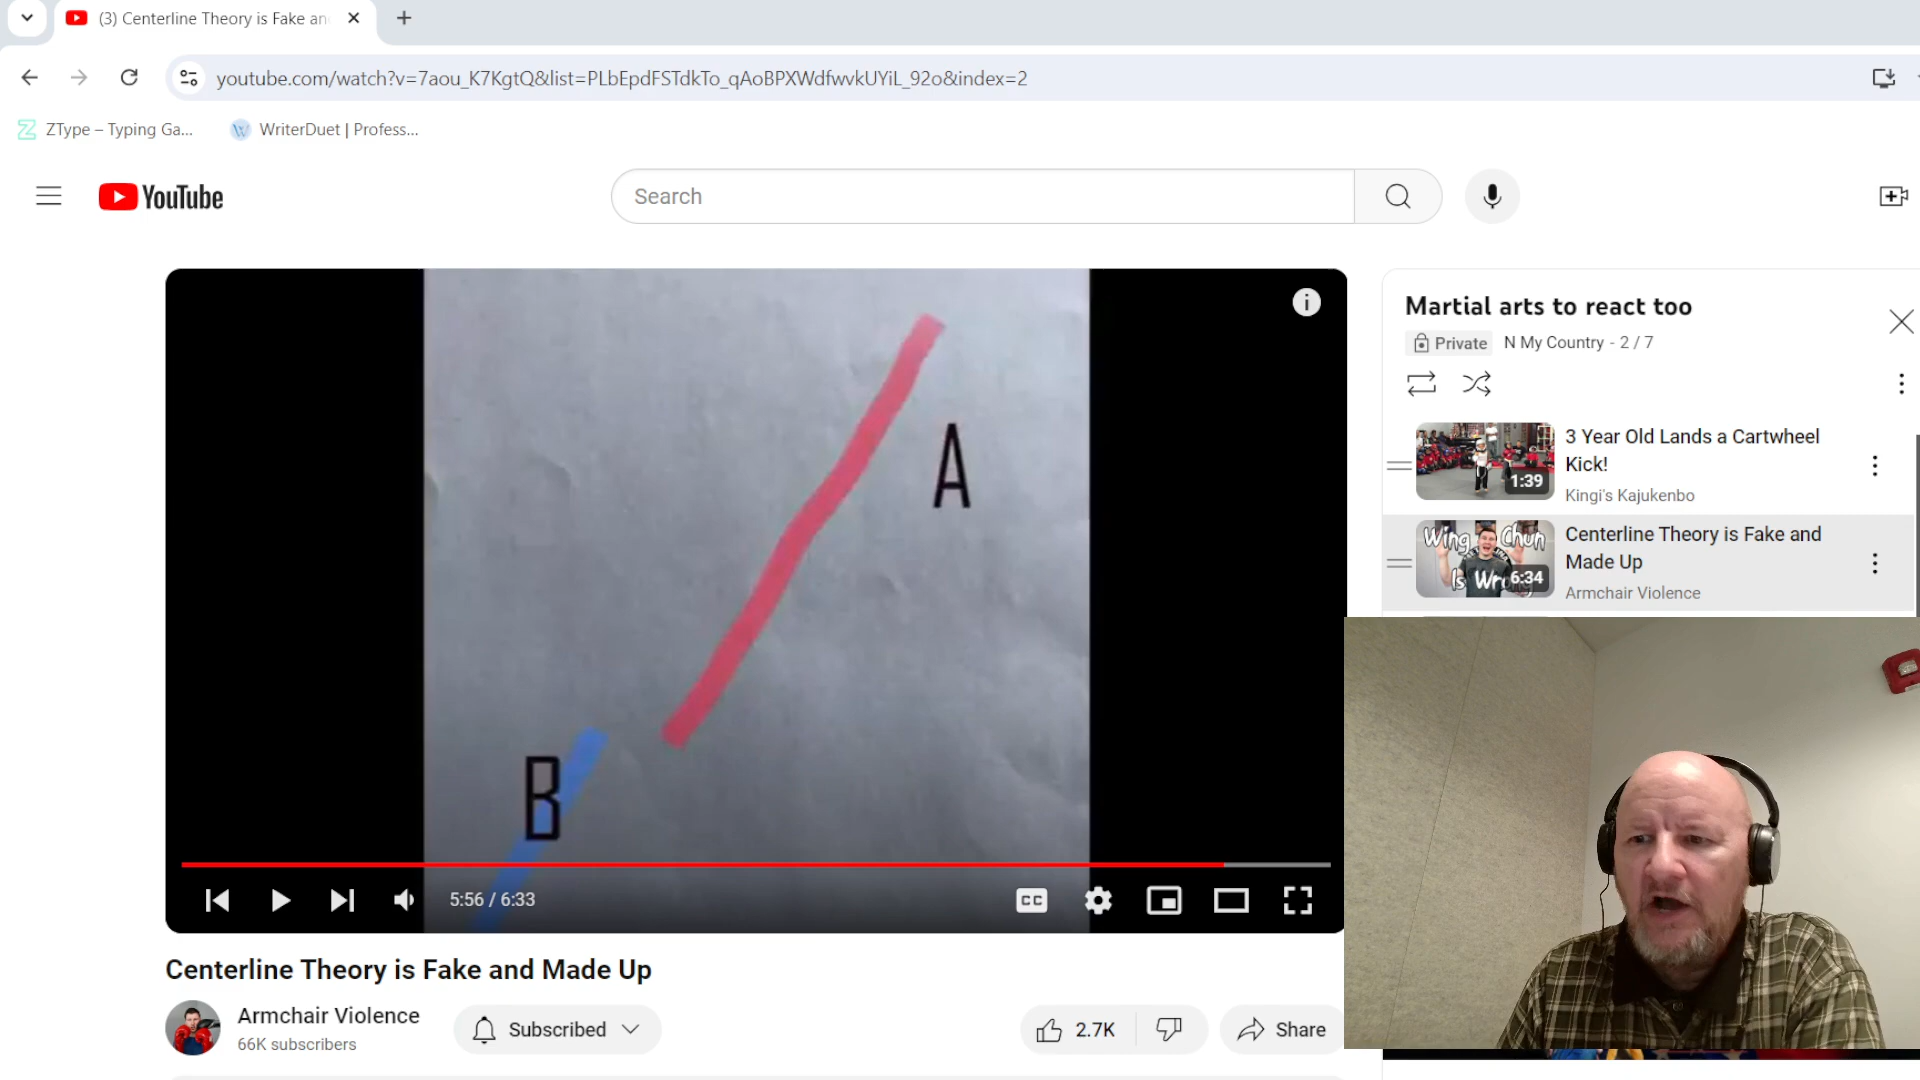 (3) Centerline Theory is Fake an
youtube.com/watch?v=7aou_K7KgtQ&list=PLbEpdFSTdkTo_qAoBPXWdfwvkUYiL_92o&index=2
ZType – Typing Ga...
WriterDuet | Profess...
YouTube
Search
A
B
5:56 / 6:33
CC
Centerline Theory is Fake and Made Up
Armchair Violence
66K subscribers
Subscribed
2.7K
Share
Martial arts to react too
Private N My Country - 2 / 7
3 Year Old Lands a Cartwheel
Kick!
Kingi's Kajukenbo
1:39
Centerline Theory is Fake and
Made Up
Armchair Violence
Wing Chun
Is Wrong
6:34